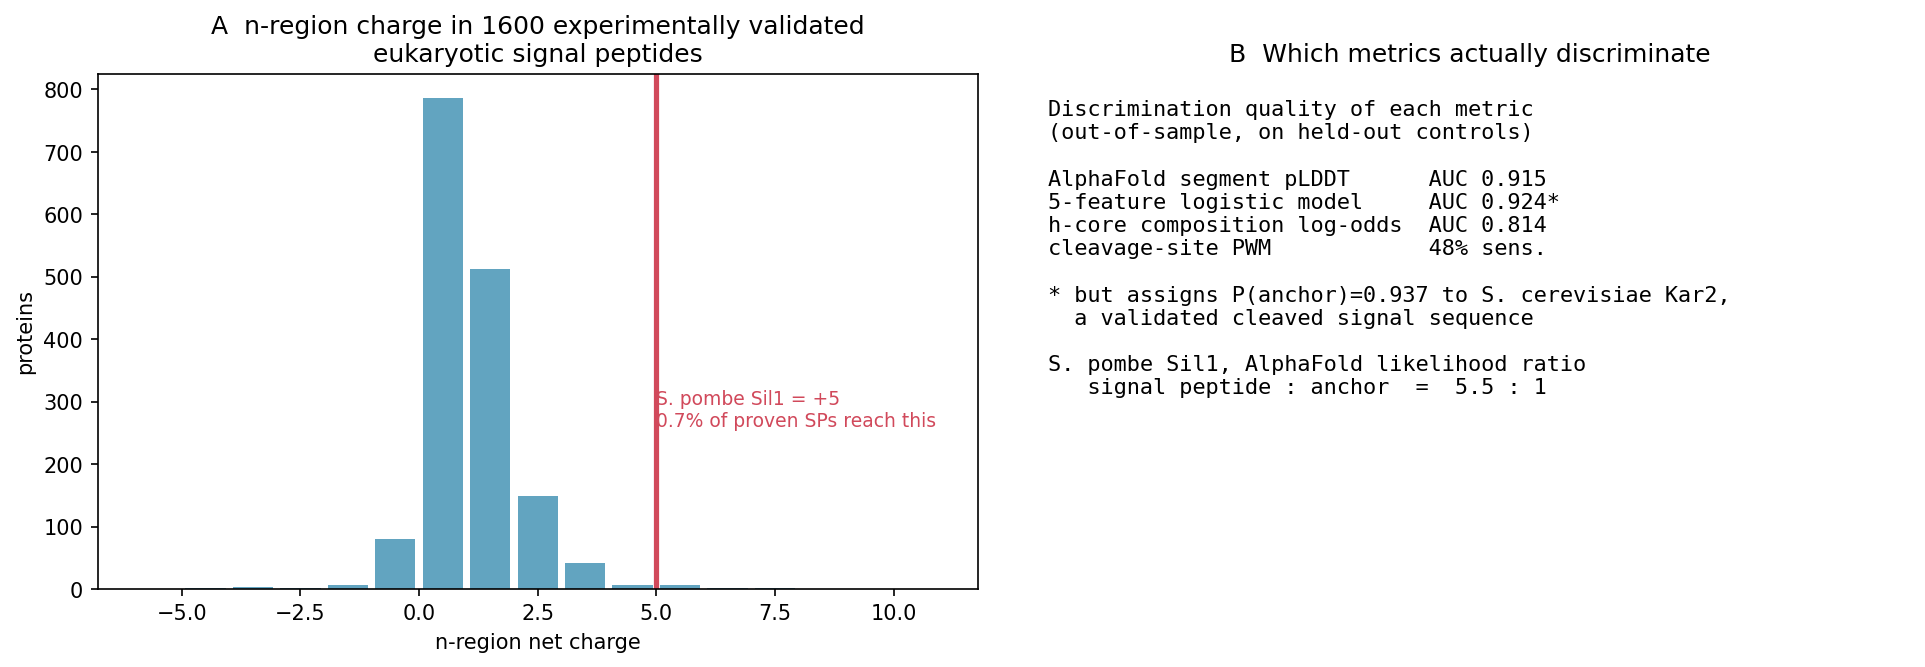 A  n-region charge in 1600 experimentally validated
eukaryotic signal peptides
800
700
600
500
400
300
200
100
0
proteins
S. pombe Sil1 = +5
0.7% of proven SPs reach this
−5.0
−2.5
0.0
2.5
5.0
7.5
10.0
n-region net charge
B  Which metrics actually discriminate
Discrimination quality of each metric
(out-of-sample, on held-out controls)
AlphaFold segment pLDDT      AUC 0.915
5-feature logistic model     AUC 0.924*
h-core composition log-odds  AUC 0.814
cleavage-site PWM            48% sens.
* but assigns P(anchor)=0.937 to S. cerevisiae Kar2,
a validated cleaved signal sequence
S. pombe Sil1, AlphaFold likelihood ratio
signal peptide : anchor  =  5.5 : 1